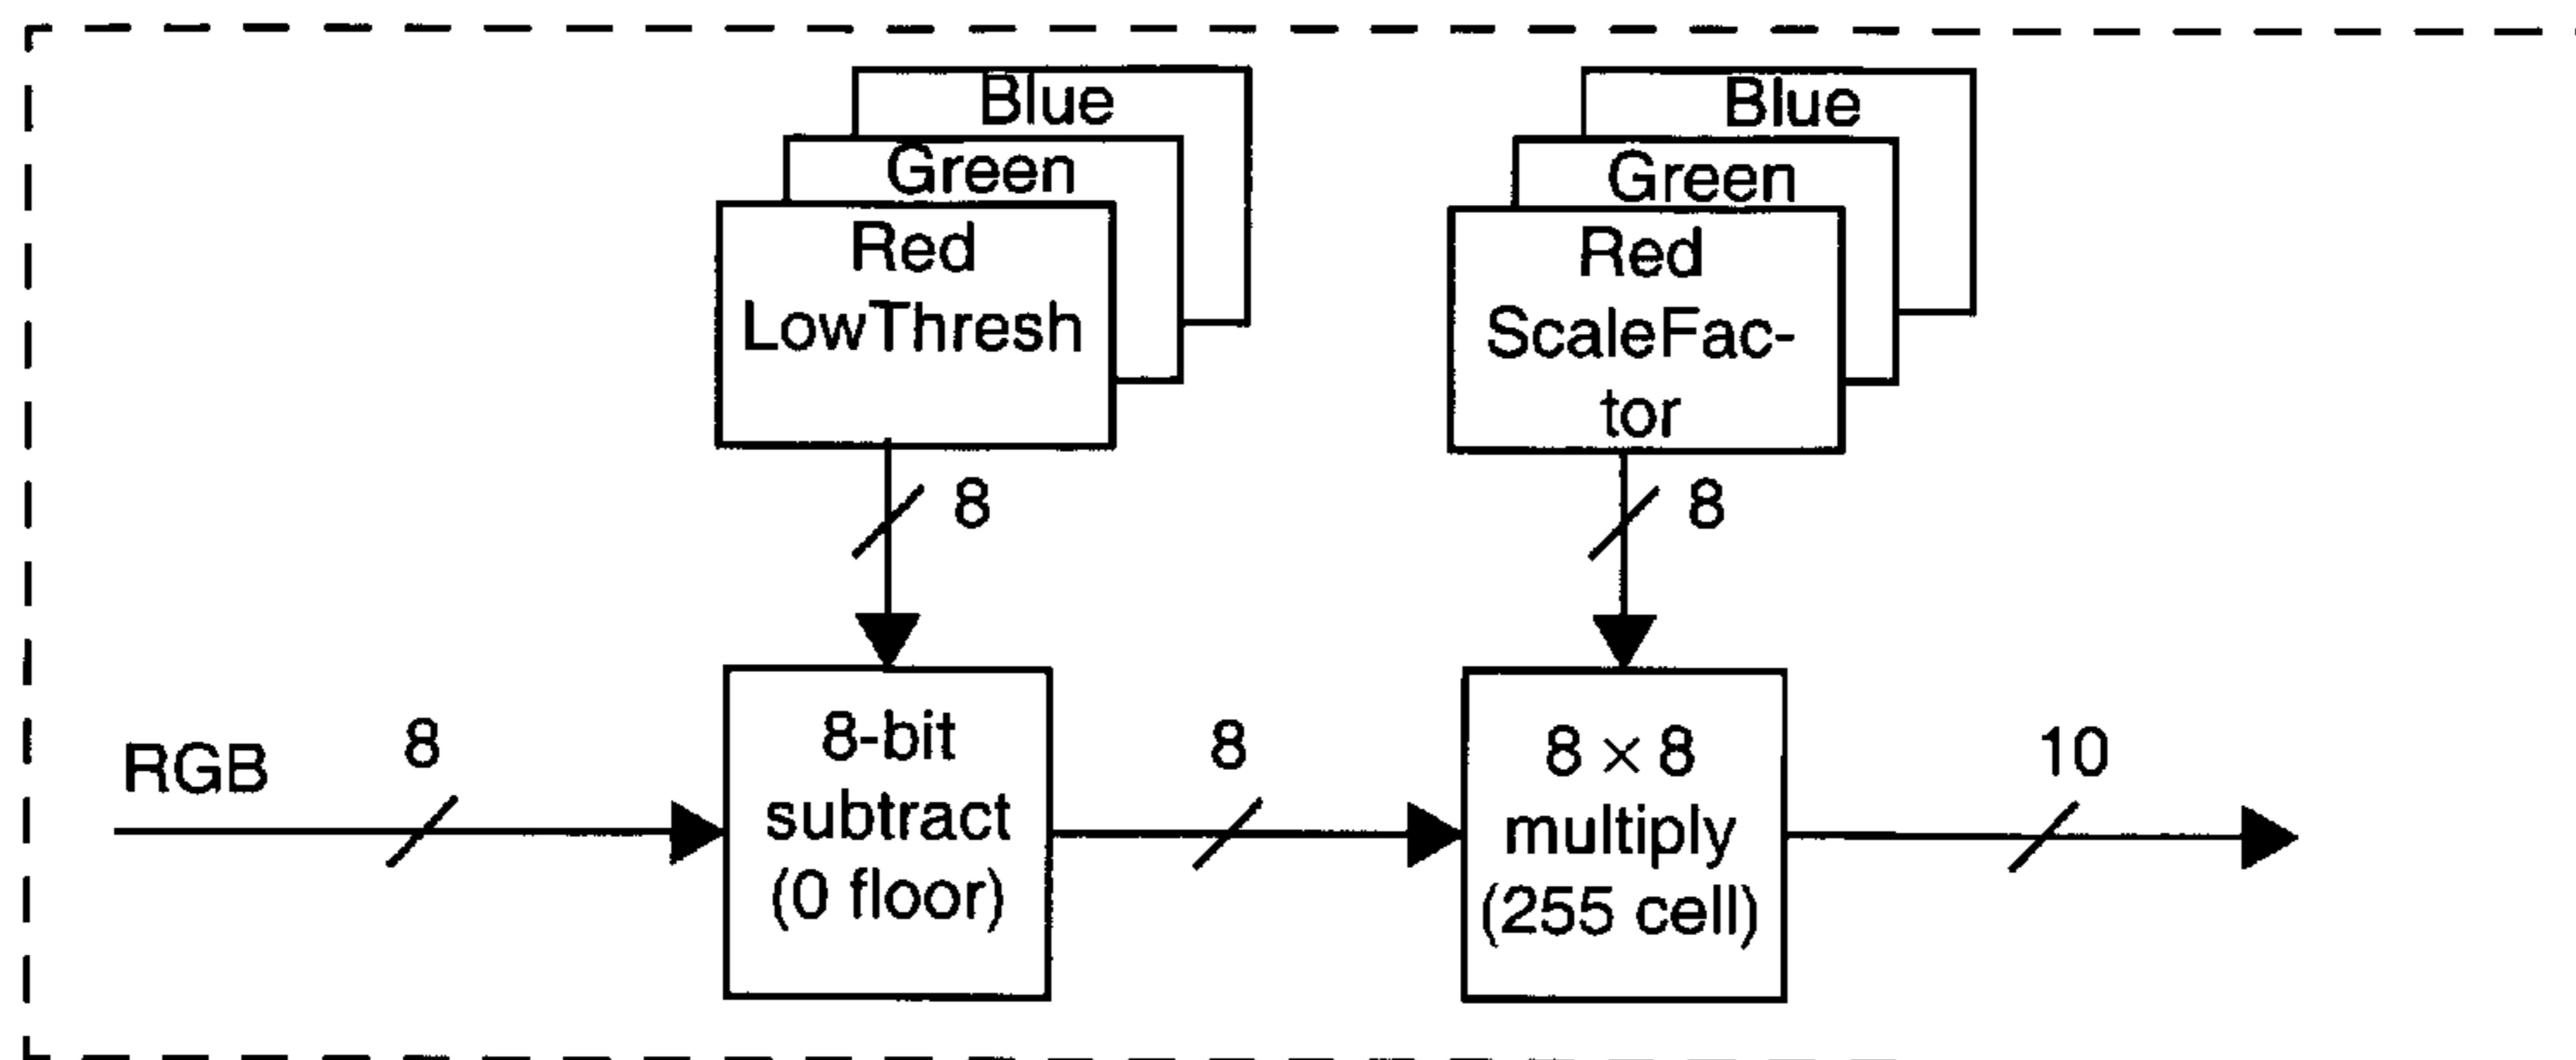 Blue
Green
Red
LowThresh
8
Blue
Green
Red
ScaleFac-
tor
8
RGB
8
8-bit
subtract
(0 floor)
8
8 × 8
multiply
(255 cell)
10